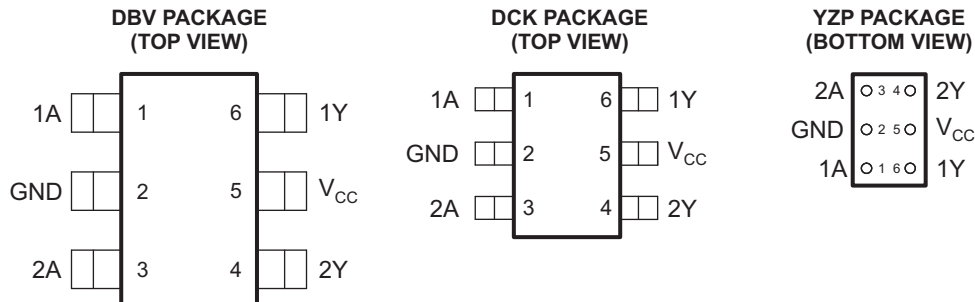 DBV PACKAGE
(TOP VIEW)
1A 1 6 1Y
GND 2 5 VCC
2A 3 4 2Y
DCK PACKAGE
(TOP VIEW)
1A 1 6 1Y
GND 2 5 VCC
2A 3 4 2Y
YZP PACKAGE
(BOTTOM VIEW)
2A 3 4 2Y
GND 2 5 VCC
1A 1 6 1Y